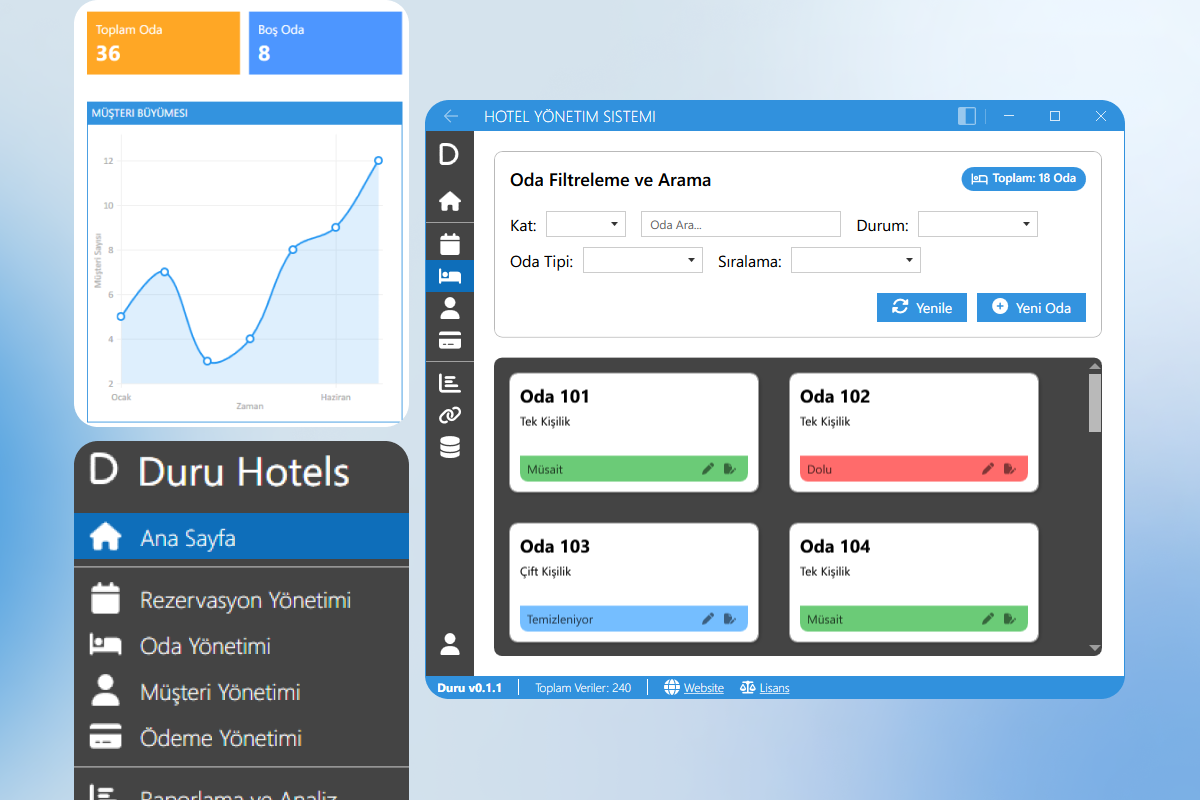 Toplam Oda
36
Boş Oda
8
MÜŞTERI BÜYÜMESI
12
10
8
6
4
2
Müşteri Sayısı
Ocak
Haziran
Zaman
D Duru Hotels
Ana Sayfa
Rezervasyon Yönetimi
Oda Yönetimi
Müşteri Yönetimi
Ödeme Yönetimi
Raporlama ve Analiz
HOTEL YÖNETIM SISTEMI
D
Oda Filtreleme ve Arama
Toplam: 18 Oda
Kat:
Oda Ara...
Durum:
Oda Tipi:
Sıralama:
Yenile
Yeni Oda
Oda 101
Tek Kişilik
Müsait
Oda 102
Tek Kişilik
Dolu
Oda 103
Çift Kişilik
Temizleniyor
Oda 104
Tek Kişilik
Müsait
Duru v0.1.1
Toplam Veriler: 240
Website
Lisans